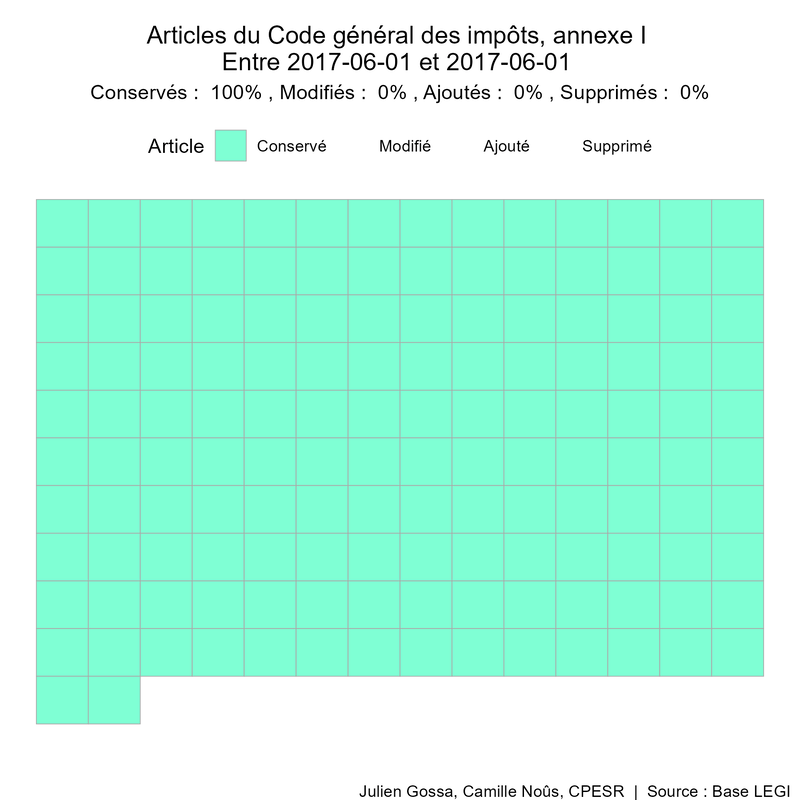 Articles du Code général des impôts, annexe I
Entre 2017-06-01 et 2017-06-01
Conservés :  100% , Modifiés :  0% , Ajoutés :  0% , Supprimés :  0%
Article Conservé Modifié Ajouté Supprimé
Julien Gossa, Camille Noûs, CPESR  |  Source : Base LEGI